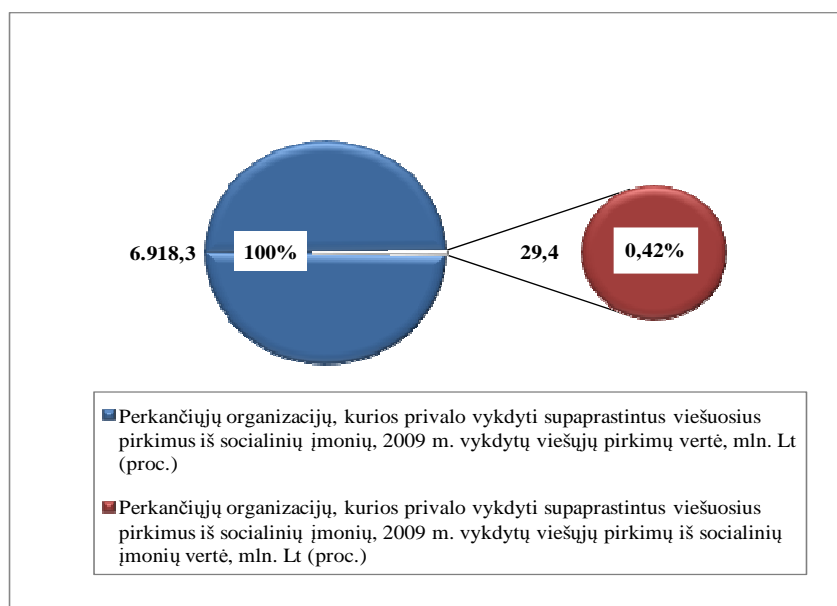 6.918,3
100%
29,4
0,42%
Perkančiųjų organizacijų, kurios privalo vykdyti supaprastintus viešuosius
pirkimus iš socialinių įmonių, 2009 m. vykdytų viešųjų pirkimų vertė, mln. Lt
(proc.)
Perkančiųjų organizacijų, kurios privalo vykdyti supaprastintus viešuosius
pirkimus iš socialinių įmonių, 2009 m. vykdytų viešųjų pirkimų iš socialinių
įmonių vertė, mln. Lt (proc.)